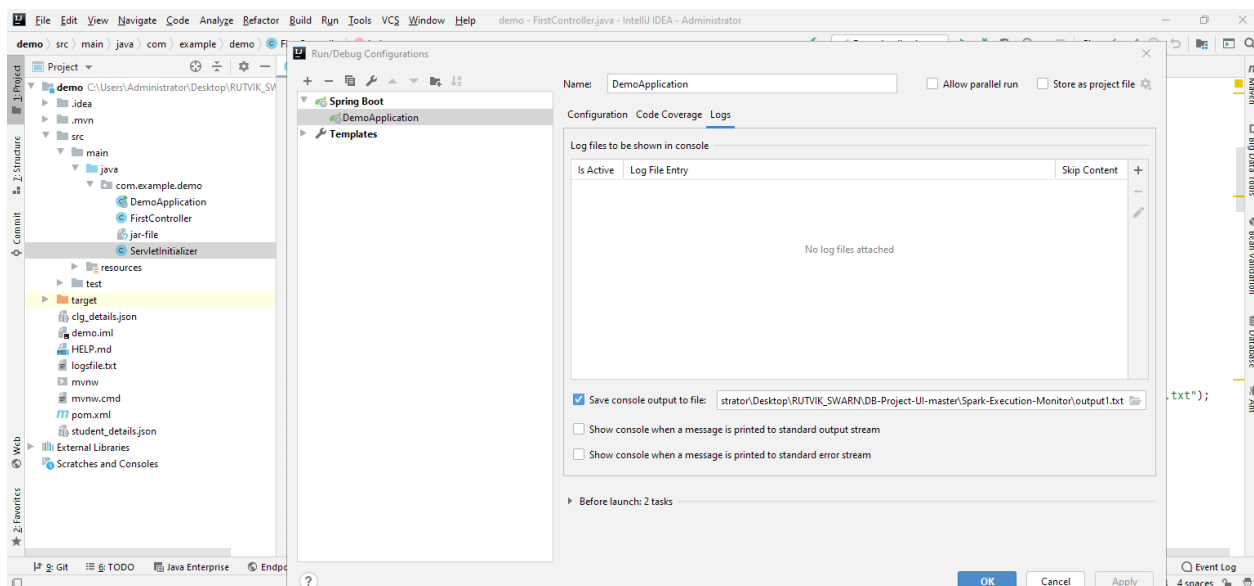 File Edit View Navigate Code Analyze Refactor Build Run Tools VCS Window Help demo - FirstController.java - IntelliJ IDEA - Administrator
demo src main java com example demo
Project
demo C:\Users\Administrator\Desktop\RUTVIK_SW
.idea
.mvn
src
main
java
com.example.demo
DemoApplication
FirstController
jar-file
ServletInitializer
resources
test
target
clg_details.json
demo.iml
HELP.md
logsfile.txt
mvnw
mvnw.cmd
pom.xml
student_details.json
External Libraries
Scratches and Consoles
1: Project
7: Structure
Commit
Web
2: Favorites
Run/Debug Configurations
Spring Boot
DemoApplication
Templates
Name: DemoApplication Allow parallel run Store as project file
Configuration Code Coverage Logs
Log files to be shown in console
Is Active Log File Entry Skip Content
No log files attached
Save console output to file: strator\Desktop\RUTVIK_SWARN\DB-Project-UI-master\Spark-Execution-Monitor\output1.txt
Show console when a message is printed to standard output stream
Show console when a message is printed to standard error stream
Before launch: 2 tasks
? OK Cancel Apply
.txt");
Maven
Big Data Tools
Bean Validation
Database
Ant
9: Git 6: TODO Java Enterprise Endpo Event Log
4 spaces